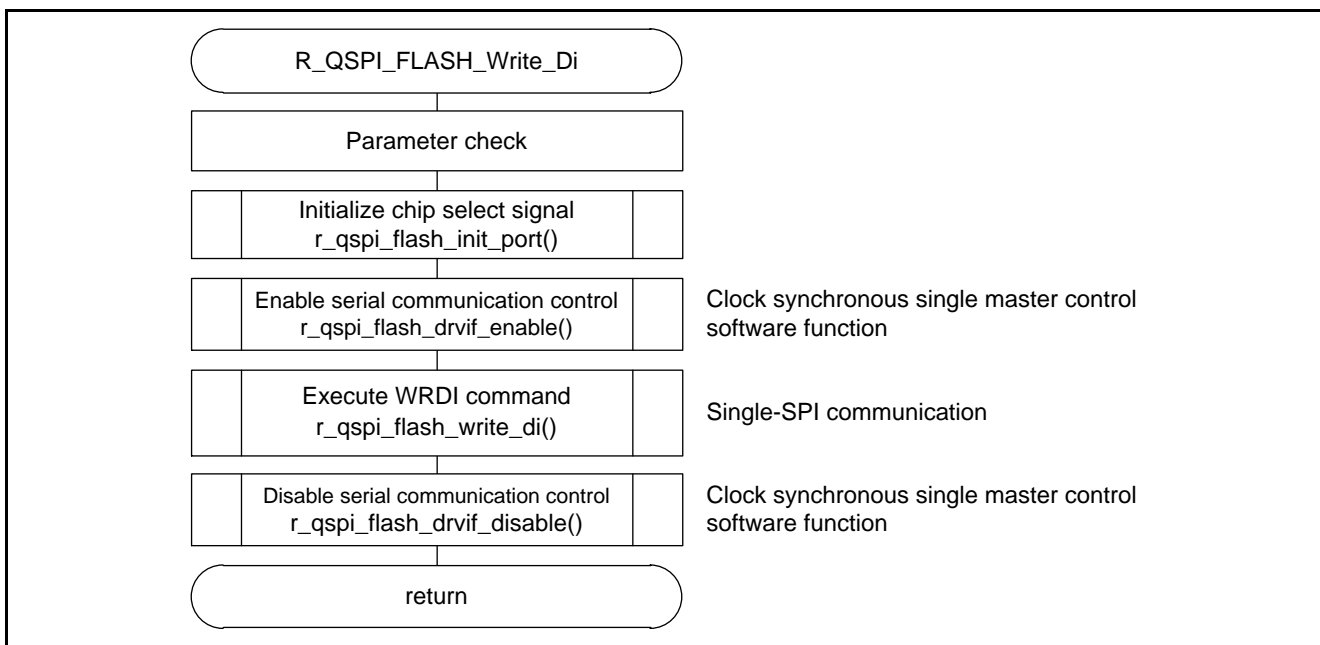 R_QSPI_FLASH_Write_Di
Parameter check
Initialize chip select signal
r_qspi_flash_init_port()
Enable serial communication control
r_qspi_flash_drvif_enable()
Clock synchronous single master control
software function
Execute WRDI command
r_qspi_flash_write_di()
Single-SPI communication
Disable serial communication control
r_qspi_flash_drvif_disable()
Clock synchronous single master control
software function
return